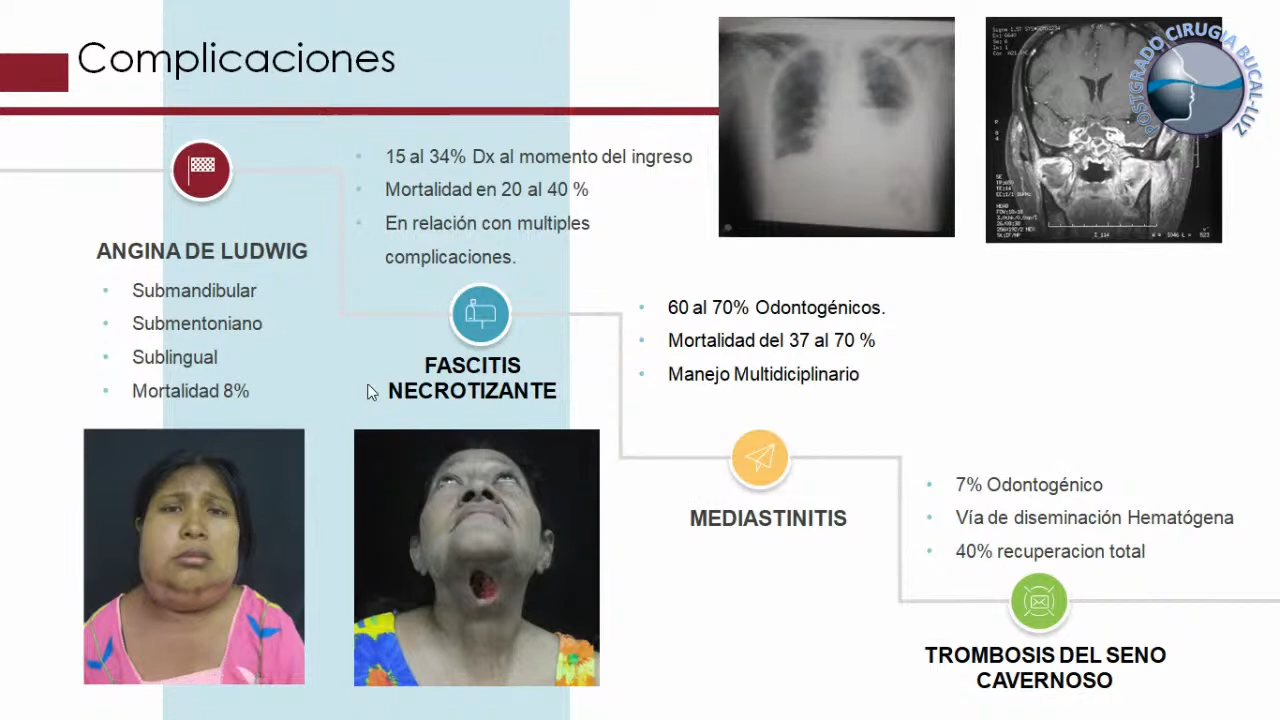 Complicaciones
ANGINA DE LUDWIG
Submandibular
Submentoniano
Sublingual
Mortalidad 8%
15 al 34% Dx al momento del ingreso
Mortalidad en 20 al 40 %
En relación con multiples
complicaciones.
FASCITIS
NECROTIZANTE
60 al 70% Odontogénicos.
Mortalidad del 37 al 70 %
Manejo Multidiciplinario
MEDIASTINITIS
7% Odontogénico
Vía de diseminación Hematógena
40% recuperacion total
TROMBOSIS DEL SENO
CAVERNOSO
POSTGRADO CIRUGIA BUCAL-LUZ